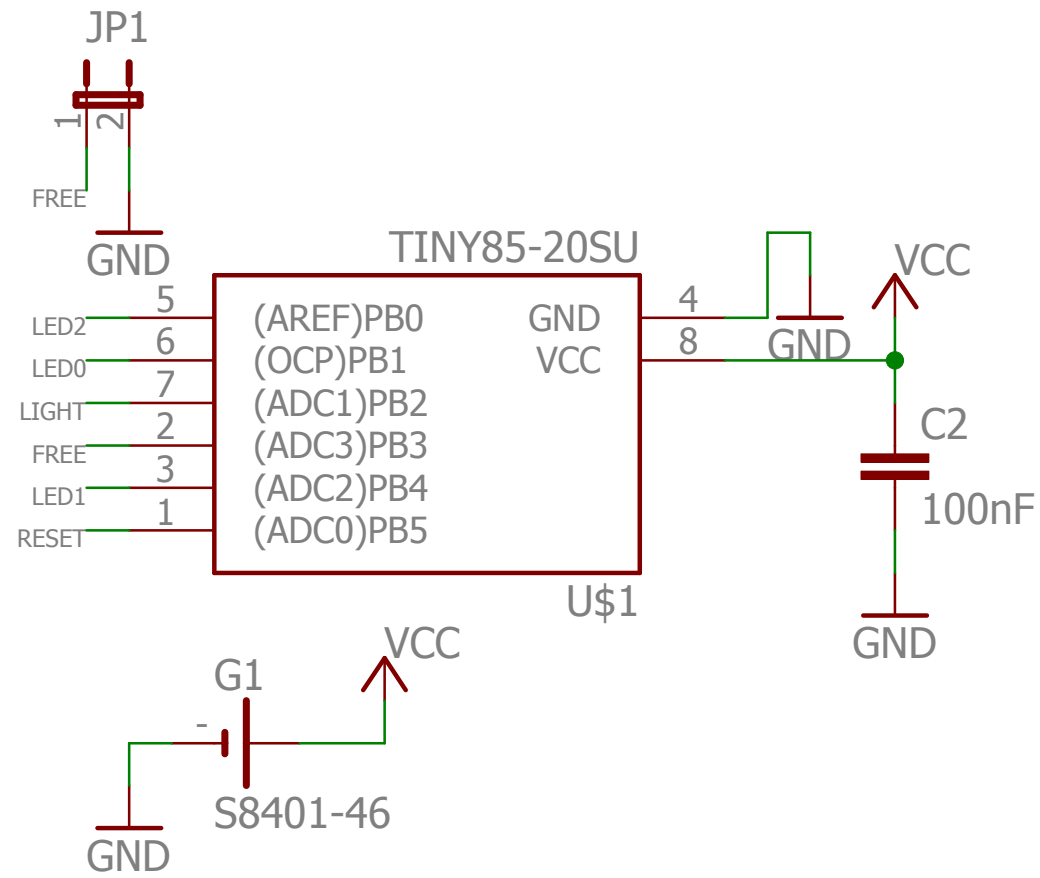 JP1
1 2
FREE
GND
TINY85-20SU
VCC
LED2 5 (AREF)PB0 GND 4
GND
LED0 6 (OCP)PB1 VCC 8
LIGHT 7 (ADC1)PB2
C2
FREE 2 (ADC3)PB3
LED1 3 (ADC2)PB4
100nF
RESET 1 (ADC0)PB5
U$1
GND
VCC
G1
-
S8401-46
GND